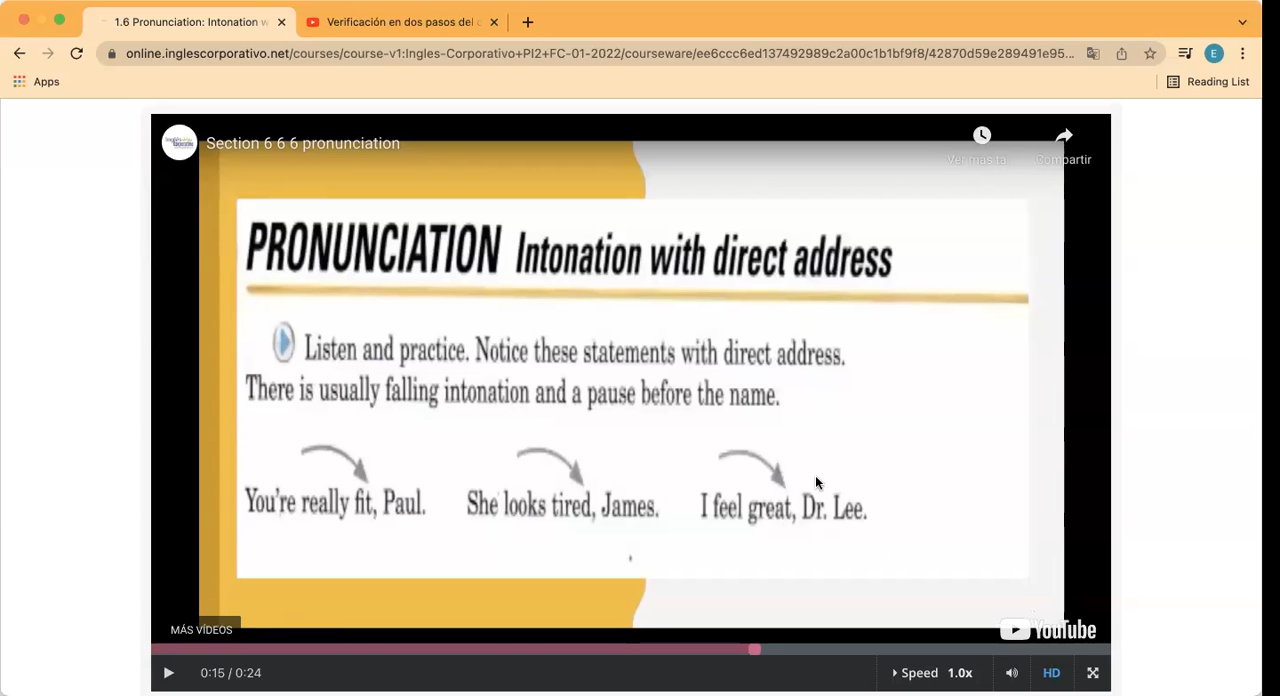 1.6 Pronunciation: Intonation w
Verificación en dos pasos del
online.inglescorporativo.net/courses/course-v1:Ingles-Corporativo+PI2+FC-01-2022/courseware/ee6ccc6ed137492989c2a00c1b1bf9f8/42870d59e289491e95...
E
Apps
Reading List
Section 6 6 6 pronunciation
Ver más ta
Compartir
PRONUNCIATION Intonation with direct address
Listen and practice. Notice these statements with direct address.
There is usually falling intonation and a pause before the name.
You're really fit, Paul. She looks tired, James. I feel great, Dr. Lee.
MÁS VÍDEOS
YouTube
0:15 / 0:24
Speed 1.0x
HD